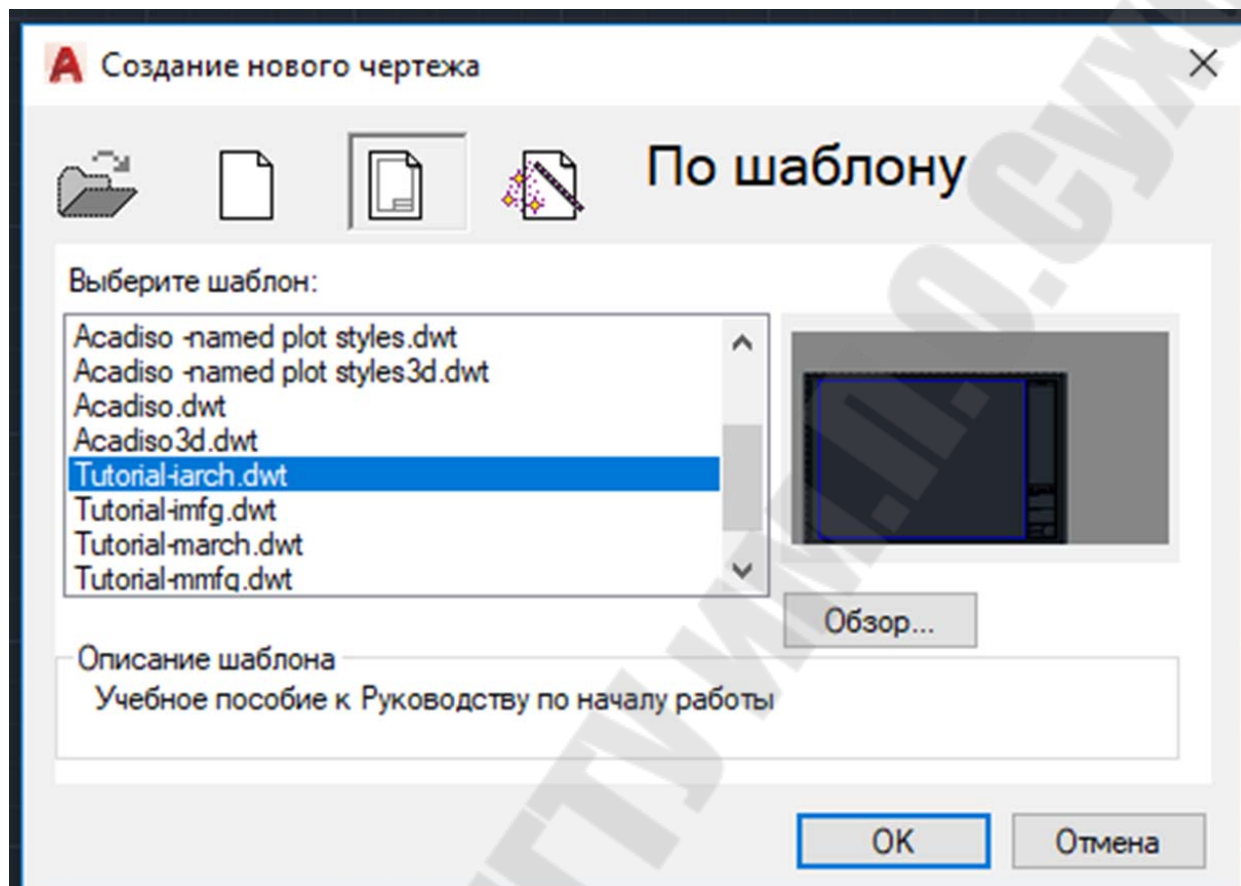 Создание нового чертежа
По шаблону
Выберите шаблон:
Acadiso -named plot styles.dwt
Acadiso -named plot styles3d.dwt
Acadiso.dwt
Acadiso3d.dwt
Tutorial-iarch.dwt
Tutorial-imfg.dwt
Tutorial-march.dwt
Tutorial-mmfg.dwt
Обзор...
Описание шаблона
Учебное пособие к Руководству по началу работы
OK
Отмена
ГТУ им. П.О.